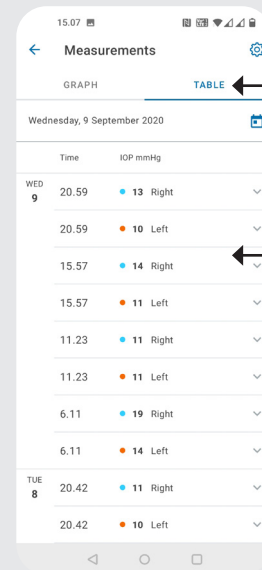 15.07
Measurements
GRAPH TABLE
Wednesday, 9 September 2020
Time IOP mmHg
WED
9
20.59 13 Right
20.59 10 Left
15.57 14 Right
15.57 11 Left
11.23 11 Right
11.23 11 Left
6.11 19 Right
6.11 14 Left
TUE
8
20.42 11 Right
20.42 10 Left